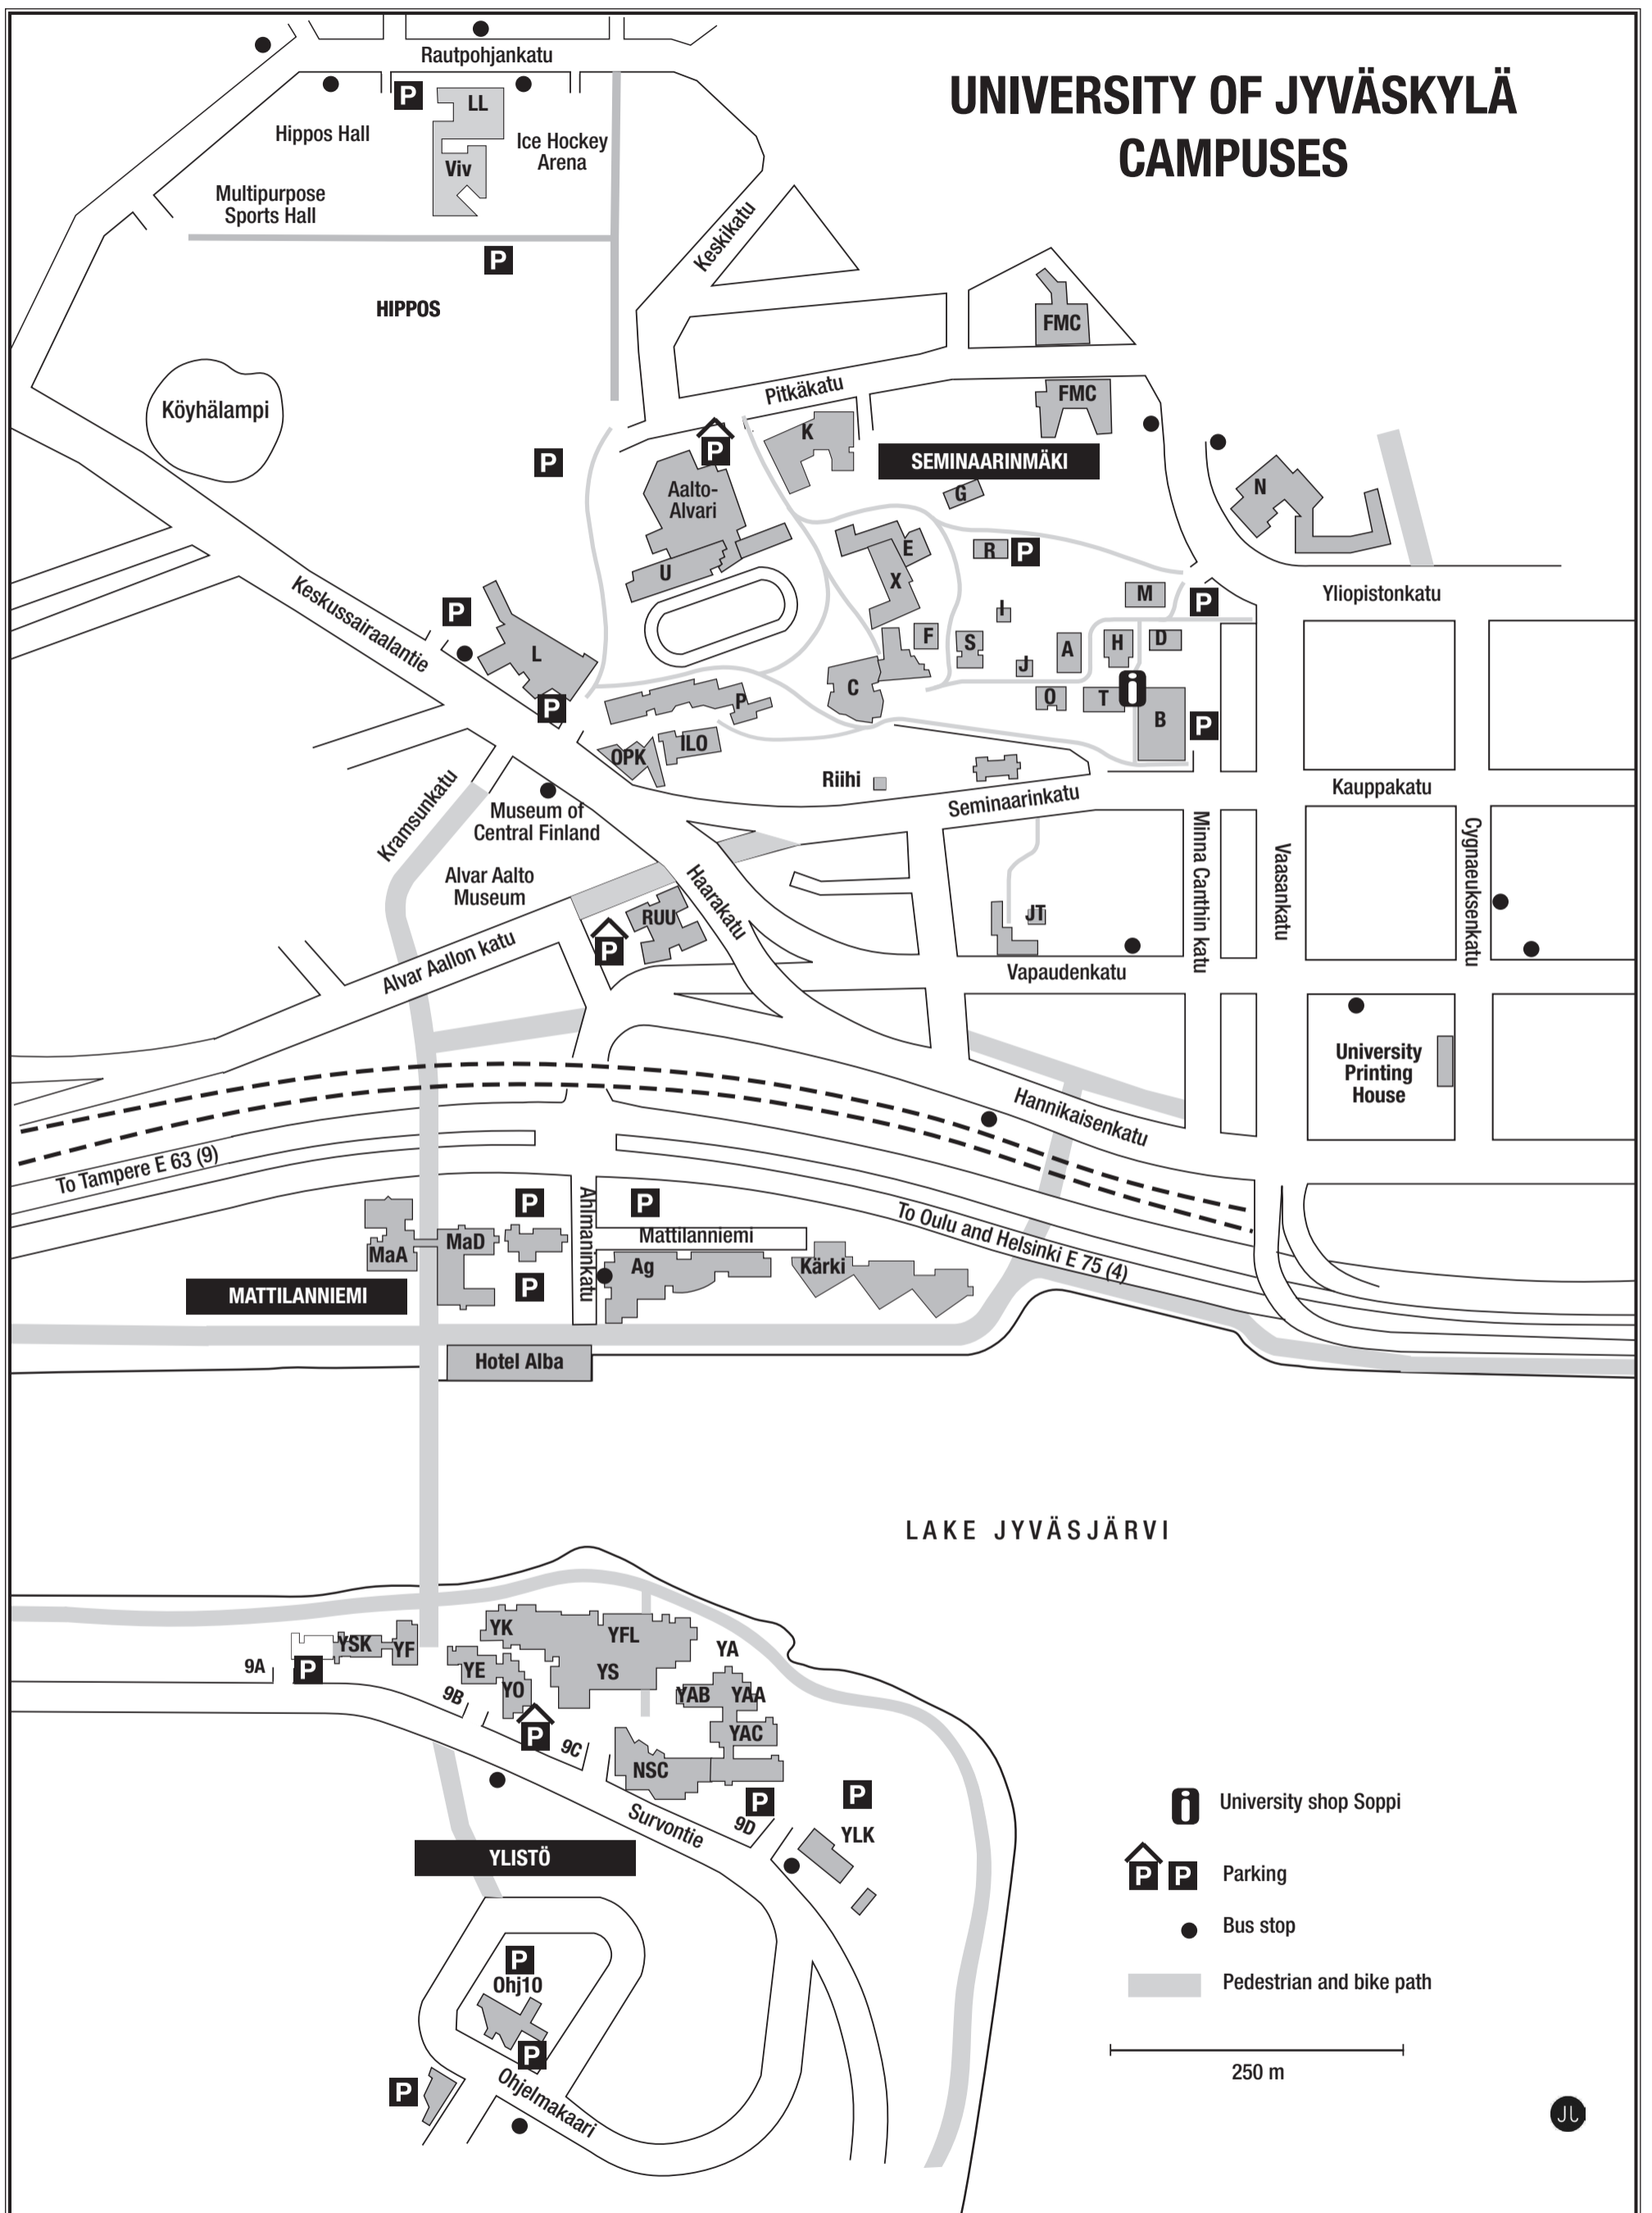 UNIVERSITY OF JYVÄSKYLÄ
CAMPUSES
Rautpohjankatu
P
LL
Hippos Hall
Ice Hockey
Arena
Viv
Multipurpose
Sports Hall
P
HIPPOS
Keskikatu
FMC
Köyhälampi
Pitkäkatu
FMC
K
P
P
SEMINAARINMÄKI
Aalto-
Alvari
G
N
E
R
P
U
X
Yliopistonkatu
M
P
P
I
Keskussairaalantie
F
S
H
D
L
J
A
C
O
T
i
B
P
P
P
OPK
ILO
Riihi
Seminaarinkatu
Kauppakatu
Kramsunkatu
Museum of
Central Finland
Alvar Aalto
Museum
Haarakatu
Minna Canthin katu
Vaasankatu
Cygnaeuksenkatu
RUU
JT
P
Alvar Aallon katu
Vapaudenkatu
University
Printing
House
Hannikaisenkatu
To Tampere E 63 (9)
P
Ahlmaninkatu
P
Mattilanniemi
To Oulu and Helsinki E 75 (4)
MaA
MaD
Ag
Kärki
P
MATTILANNIEMI
Hotel Alba
LAKE JYVÄSJÄRVI
YK
YFL
YSK
YF
YA
9A
P
YE
YS
YO
9B
YAB
YAA
P
9C
YAC
NSC
P
P
Survontie
9D
YLK
YLISTÖ
P
Ohj10
P
P
Ohjelmakaari
i
University shop Soppi
P
P
Parking
Bus stop
Pedestrian and bike path
250 m
JL